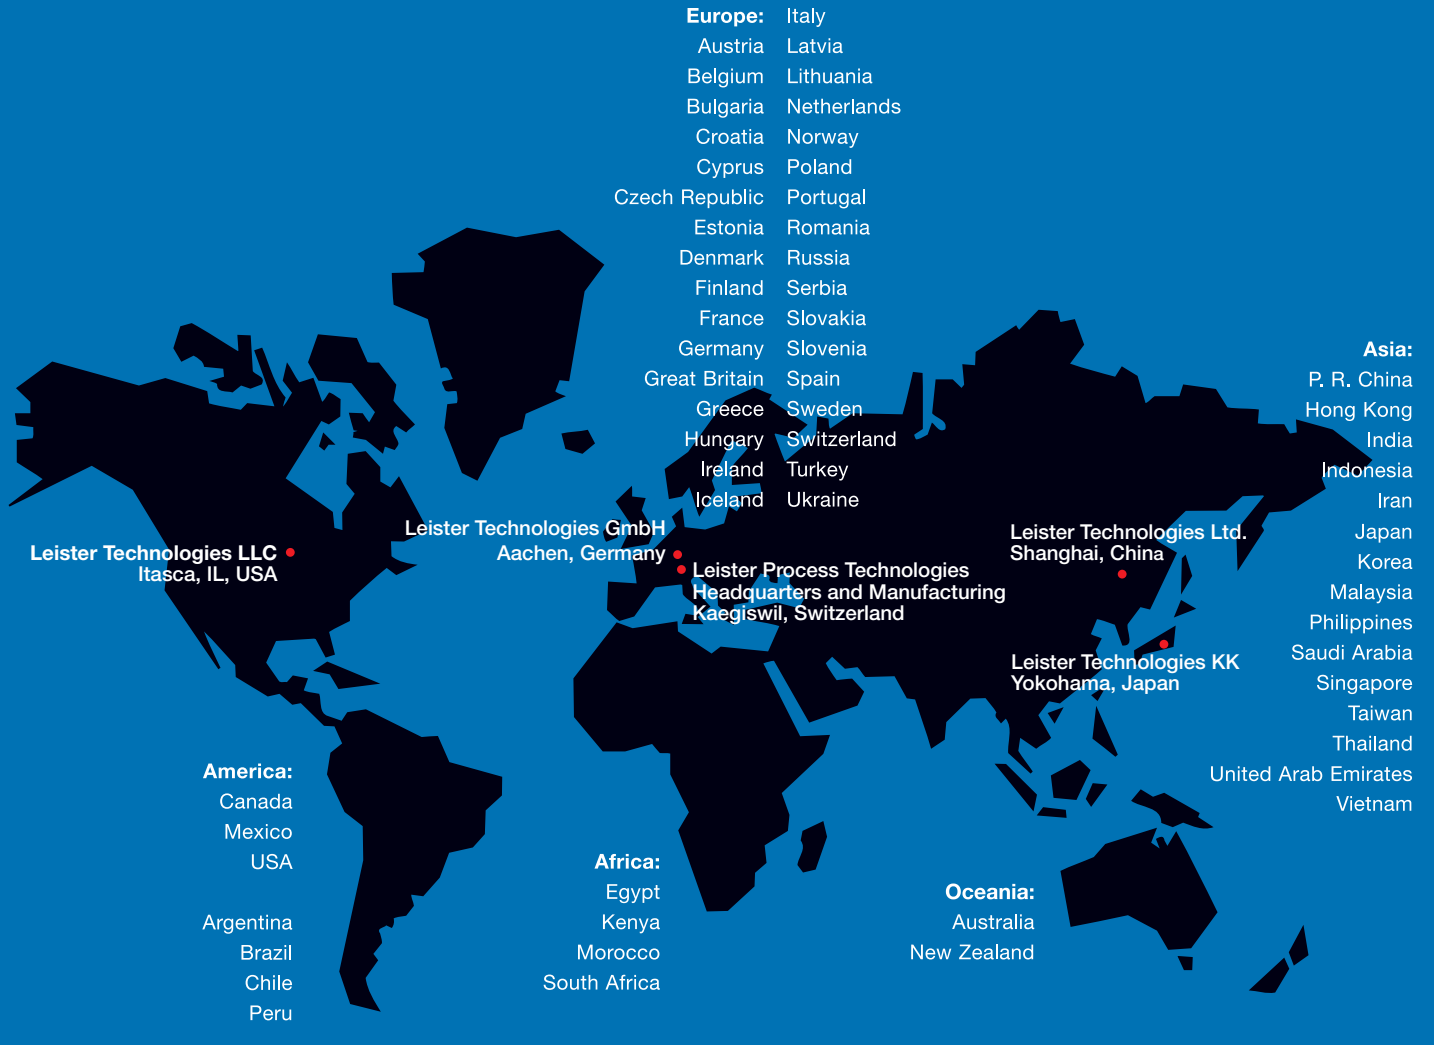 Europe:
Austria
Belgium
Bulgaria
Croatia
Cyprus
Czech Republic
Estonia
Denmark
Finland
France
Germany
Great Britain
Greece
Hungary
Ireland
Iceland
Italy
Latvia
Lithuania
Netherlands
Norway
Poland
Portugal
Romania
Russia
Serbia
Slovakia
Slovenia
Spain
Sweden
Switzerland
Turkey
Ukraine
Asia:
P. R. China
Hong Kong
India
Indonesia
Iran
Japan
Korea
Malaysia
Philippines
Saudi Arabia
Singapore
Taiwan
Thailand
United Arab Emirates
Vietnam
Leister Technologies LLC
Itasca, IL, USA
Leister Technologies GmbH
Aachen, Germany
Leister Process Technologies
Headquarters and Manufacturing
Kaegiswil, Switzerland
Leister Technologies Ltd.
Shanghai, China
Leister Technologies KK
Yokohama, Japan
America:
Canada
Mexico
USA
Argentina
Brazil
Chile
Peru
Africa:
Egypt
Kenya
Morocco
South Africa
Oceania:
Australia
New Zealand